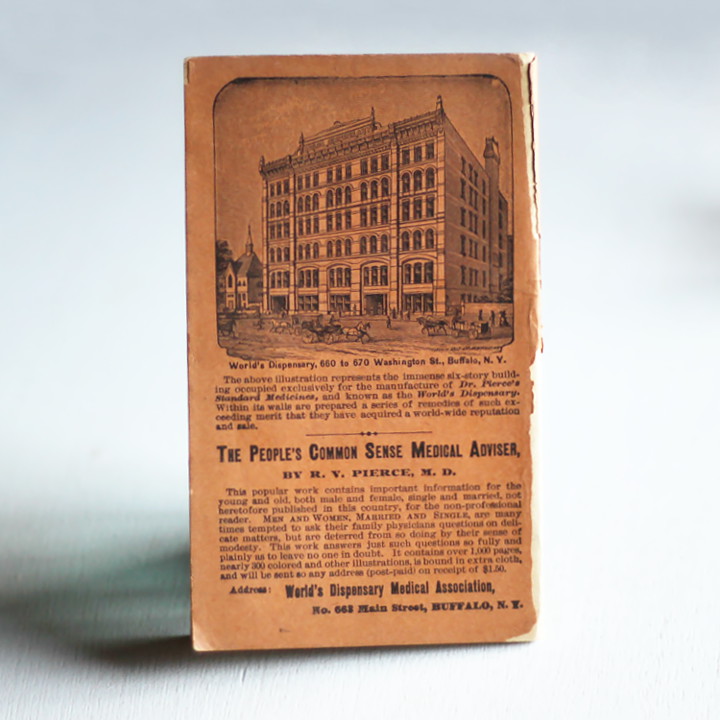 World's Dispensary, 660 to 670 Washington St., Buffalo, N. Y.
The above illustration represents the immense six-story build-
ing occupied exclusively for the manufacture of Dr. Pierce's
Standard Medicines, and known as the World's Dispensary.
Within its walls are prepared a series of remedies of such ex-
ceeding merit that they have acquired a world-wide reputation
and sale.
THE PEOPLE'S COMMON SENSE MEDICAL ADVISER,
BY R. V. PIERCE, M. D.
This popular work contains important information for the
young and old, both male and female, single and married, not
heretofore published in this country, for the non-professional
reader. MEN AND WOMEN, MARRIED AND SINGLE, are many
times tempted to ask their family physicians questions on deli-
cate matters, but are deterred from so doing by their sense of
modesty. This work answers just such questions so fully and
plainly as to leave no one in doubt. It contains over 1,000 pages,
nearly 300 colored and other illustrations, is bound in extra cloth,
and will be sent to any address (post-paid) on receipt of $1.50.
Address: World's Dispensary Medical Association,
No. 663 Main Street, BUFFALO, N. Y.